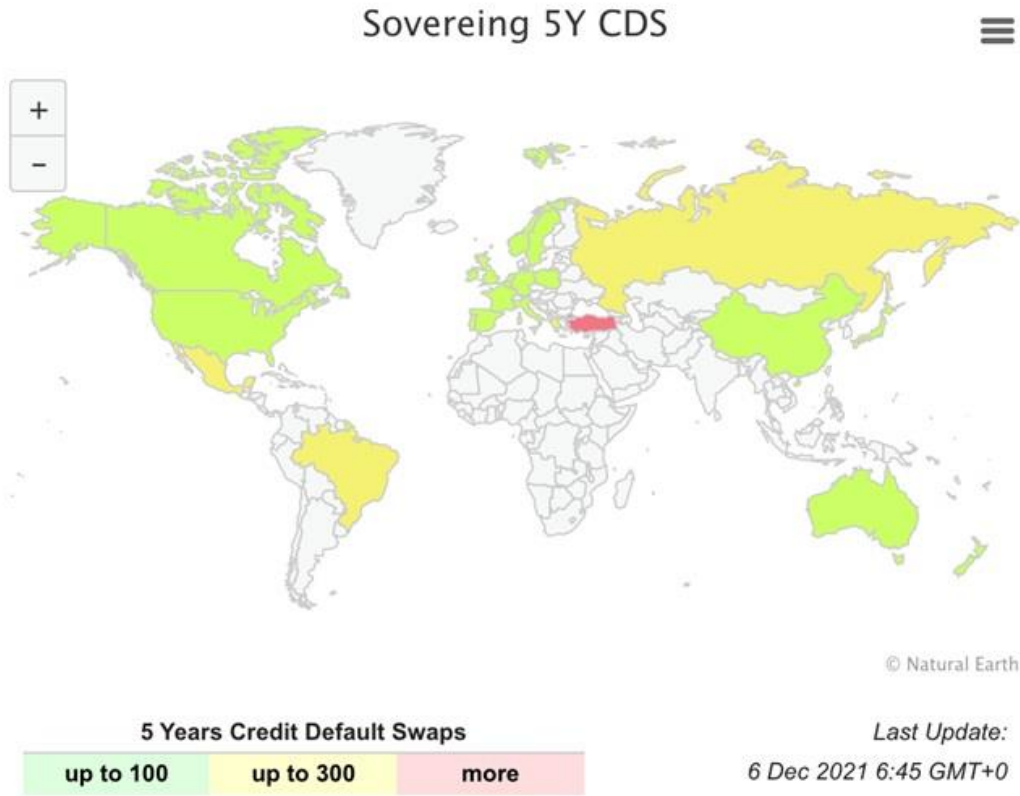 Sovereing 5Y CDS
+
−
© Natural Earth
5 Years Credit Default Swaps
up to 100 up to 300 more
Last Update:
6 Dec 2021 6:45 GMT+0